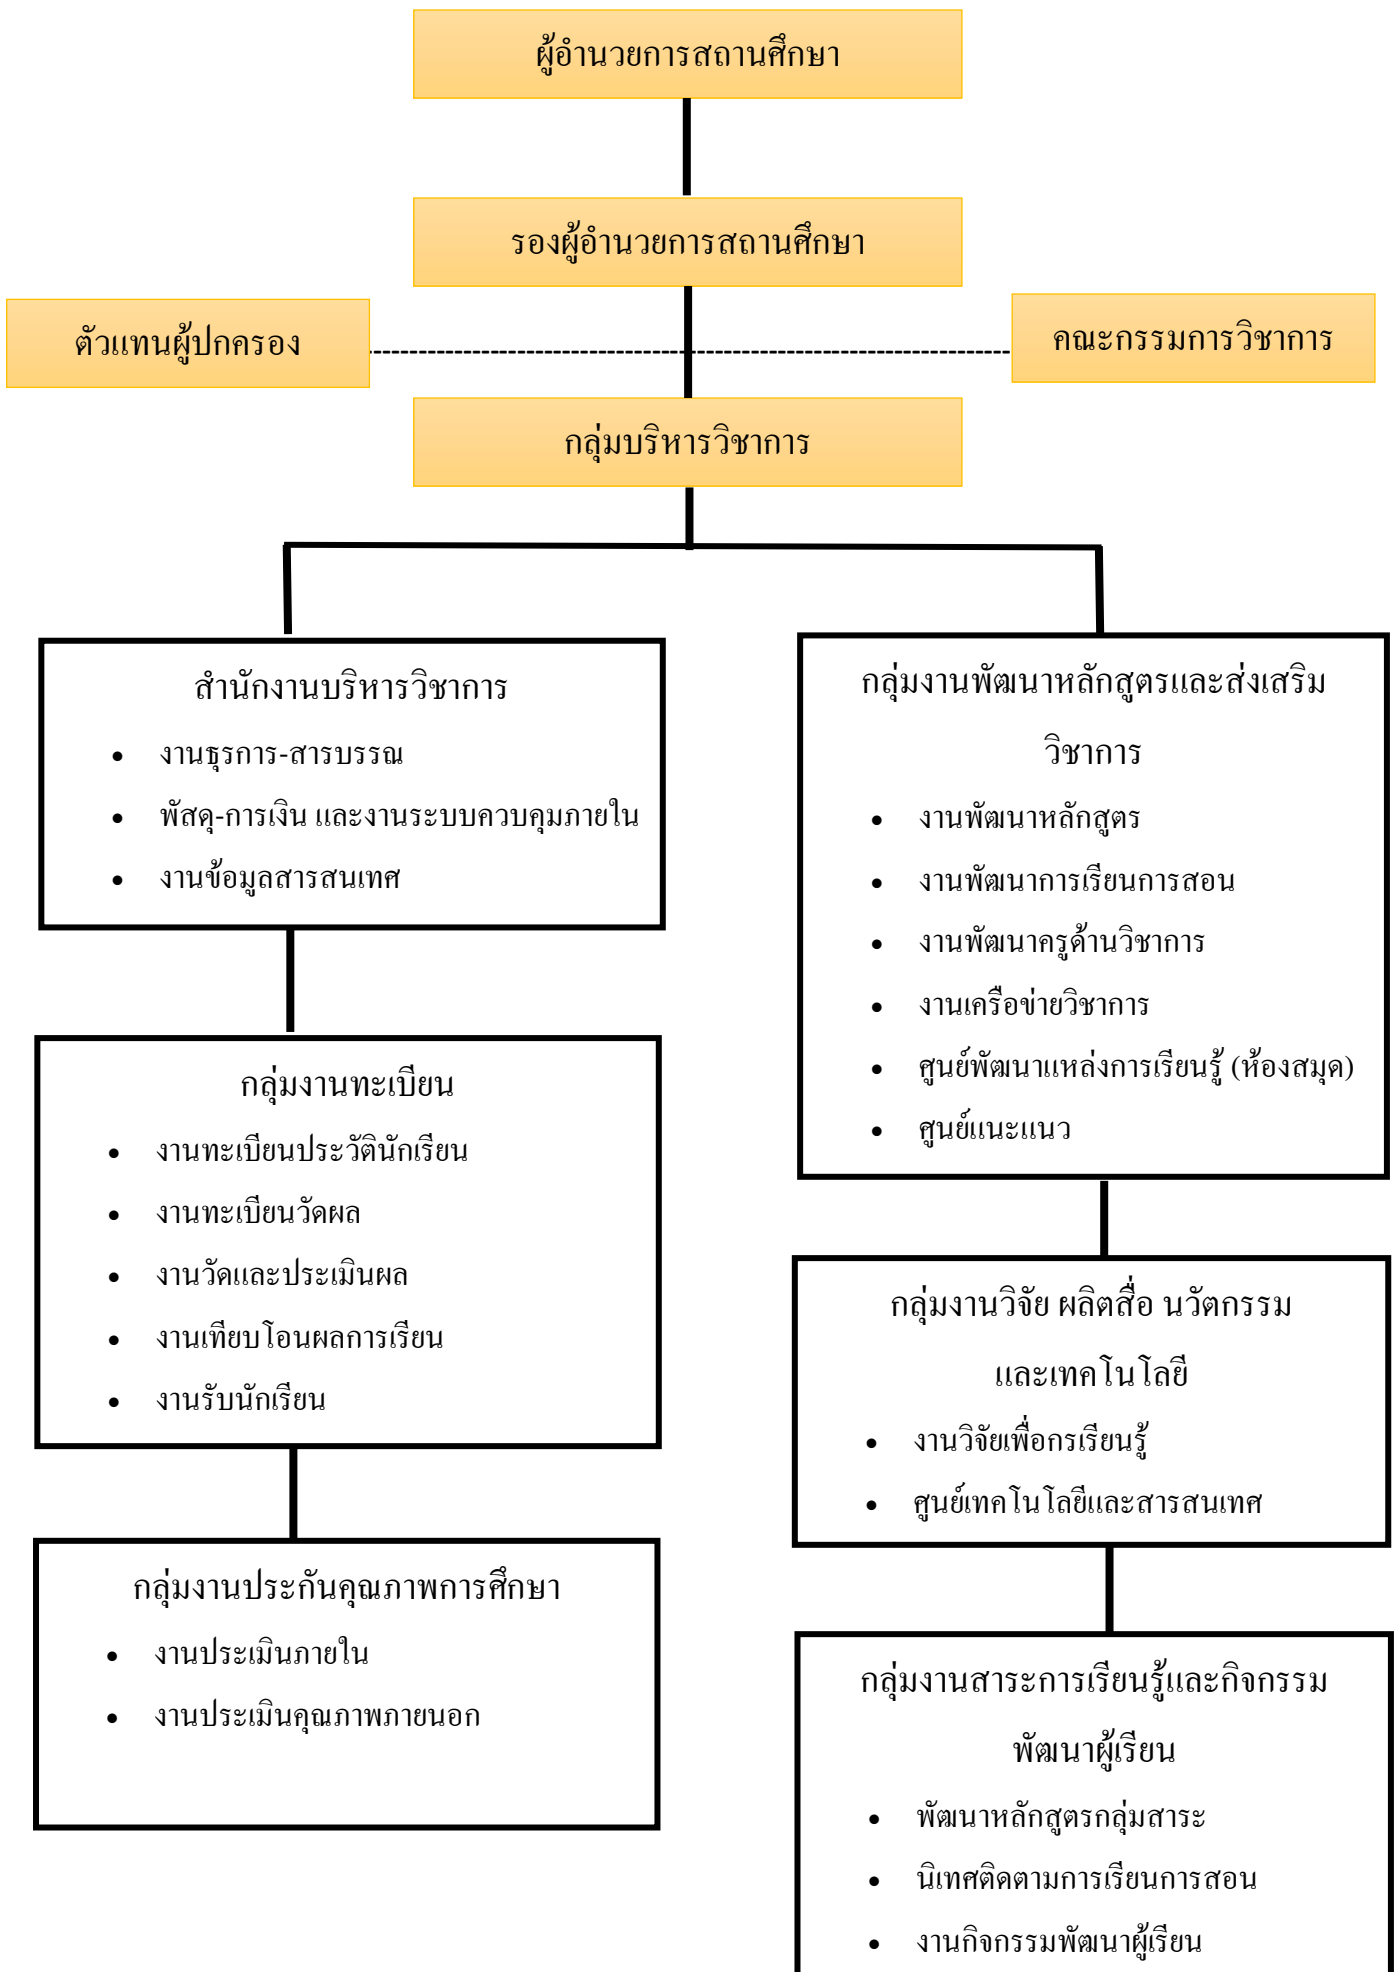 ผู้อำนวยการสถานศึกษา
รองผู้อำนวยการสถานศึกษา
ตัวแทนผู้ปกครอง
คณะกรรมการวิชาการ
กลุ่มบริหารวิชาการ
สำนักงานบริหารวิชาการ
• งานธุรการ-สารบรรณ
• พัสดุ-การเงิน และงานระบบควบคุมภายใน
• งานข้อมูลสารสนเทศ
กลุ่มงานทะเบียน
• งานทะเบียนประวัตินักเรียน
• งานทะเบียนวัดผล
• งานวัดและประเมินผล
• งานเทียบโอนผลการเรียน
• งานรับนักเรียน
กลุ่มงานประกันคุณภาพการศึกษา
• งานประเมินภายใน
• งานประเมินคุณภาพภายนอก
กลุ่มงานพัฒนาหลักสูตรและส่งเสริม
วิชาการ
• งานพัฒนาหลักสูตร
• งานพัฒนาการเรียนการสอน
• งานพัฒนาครูด้านวิชาการ
• งานเครือข่ายวิชาการ
• ศูนย์พัฒนาแหล่งการเรียนรู้ (ห้องสมุด)
• ศูนย์แนะแนว
กลุ่มงานวิจัย ผลิตสื่อ นวัตกรรม
และเทคโนโลยี
• งานวิจัยเพื่อกรเรียนรู้
• ศูนย์เทคโนโลยีและสารสนเทศ
กลุ่มงานสาระการเรียนรู้และกิจกรรม
พัฒนาผู้เรียน
• พัฒนาหลักสูตรกลุ่มสาระ
• นิเทศติดตามการเรียนการสอน
• งานกิจกรรมพัฒนาผู้เรียน